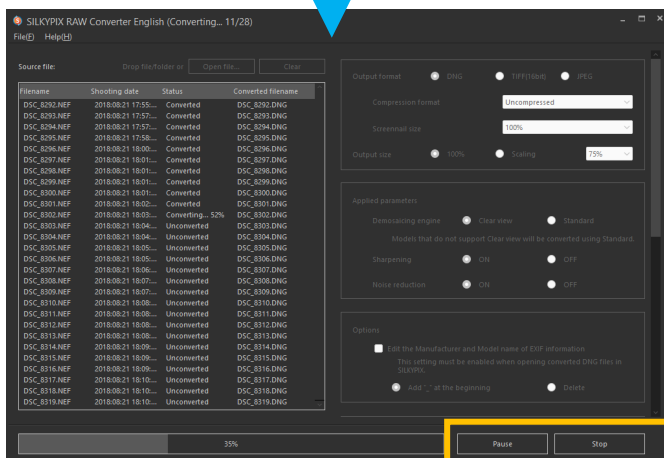 SILKYPIX RAW Converter English (Converting... 11/28)
File(F) Help(H)
Source file: Drop file/folder or Open file... Clear
Filename Shooting date Status Converted filename
DSC_8292.NEF 2018:08:21 17:55:... Converted DSC_8292.DNG
DSC_8293.NEF 2018:08:21 17:57:... Converted DSC_8293.DNG
DSC_8294.NEF 2018:08:21 17:57:... Converted DSC_8294.DNG
DSC_8295.NEF 2018:08:21 17:58:... Converted DSC_8295.DNG
DSC_8296.NEF 2018:08:21 18:00:... Converted DSC_8296.DNG
DSC_8297.NEF 2018:08:21 18:01:... Converted DSC_8297.DNG
DSC_8298.NEF 2018:08:21 18:01:... Converted DSC_8298.DNG
DSC_8299.NEF 2018:08:21 18:01:... Converted DSC_8299.DNG
DSC_8300.NEF 2018:08:21 18:01:... Converted DSC_8300.DNG
DSC_8301.NEF 2018:08:21 18:02:... Converted DSC_8301.DNG
DSC_8302.NEF 2018:08:21 18:03:... Converting... 52% DSC_8302.DNG
DSC_8303.NEF 2018:08:21 18:04:... Unconverted DSC_8303.DNG
DSC_8304.NEF 2018:08:21 18:04:... Unconverted DSC_8304.DNG
DSC_8305.NEF 2018:08:21 18:05:... Unconverted DSC_8305.DNG
DSC_8306.NEF 2018:08:21 18:05:... Unconverted DSC_8306.DNG
DSC_8307.NEF 2018:08:21 18:06:... Unconverted DSC_8307.DNG
DSC_8308.NEF 2018:08:21 18:07:... Unconverted DSC_8308.DNG
DSC_8309.NEF 2018:08:21 18:07:... Unconverted DSC_8309.DNG
DSC_8310.NEF 2018:08:21 18:08:... Unconverted DSC_8310.DNG
DSC_8311.NEF 2018:08:21 18:08:... Unconverted DSC_8311.DNG
DSC_8312.NEF 2018:08:21 18:08:... Unconverted DSC_8312.DNG
DSC_8313.NEF 2018:08:21 18:08:... Unconverted DSC_8313.DNG
DSC_8314.NEF 2018:08:21 18:09:... Unconverted DSC_8314.DNG
DSC_8315.NEF 2018:08:21 18:09:... Unconverted DSC_8315.DNG
DSC_8316.NEF 2018:08:21 18:09:... Unconverted DSC_8316.DNG
DSC_8317.NEF 2018:08:21 18:10:... Unconverted DSC_8317.DNG
DSC_8318.NEF 2018:08:21 18:10:... Unconverted DSC_8318.DNG
DSC_8319.NEF 2018:08:21 18:10:... Unconverted DSC_8319.DNG
Output format DNG TIFF(16bit) JPEG
Compression format Uncompressed
Screennail size 100%
Output size 100% Scaling 75%
Applied parameters
Demosaicing engine Clear view Standard
Models that do not support Clear view will be converted using Standard.
Sharpening ON OFF
Noise reduction ON OFF
Options
Edit the Manufacturer and Model name of EXIF information
This setting must be enabled when opening converted DNG files in
SILKYPIX.
Add "_" at the beginning Delete
35% Pause Stop